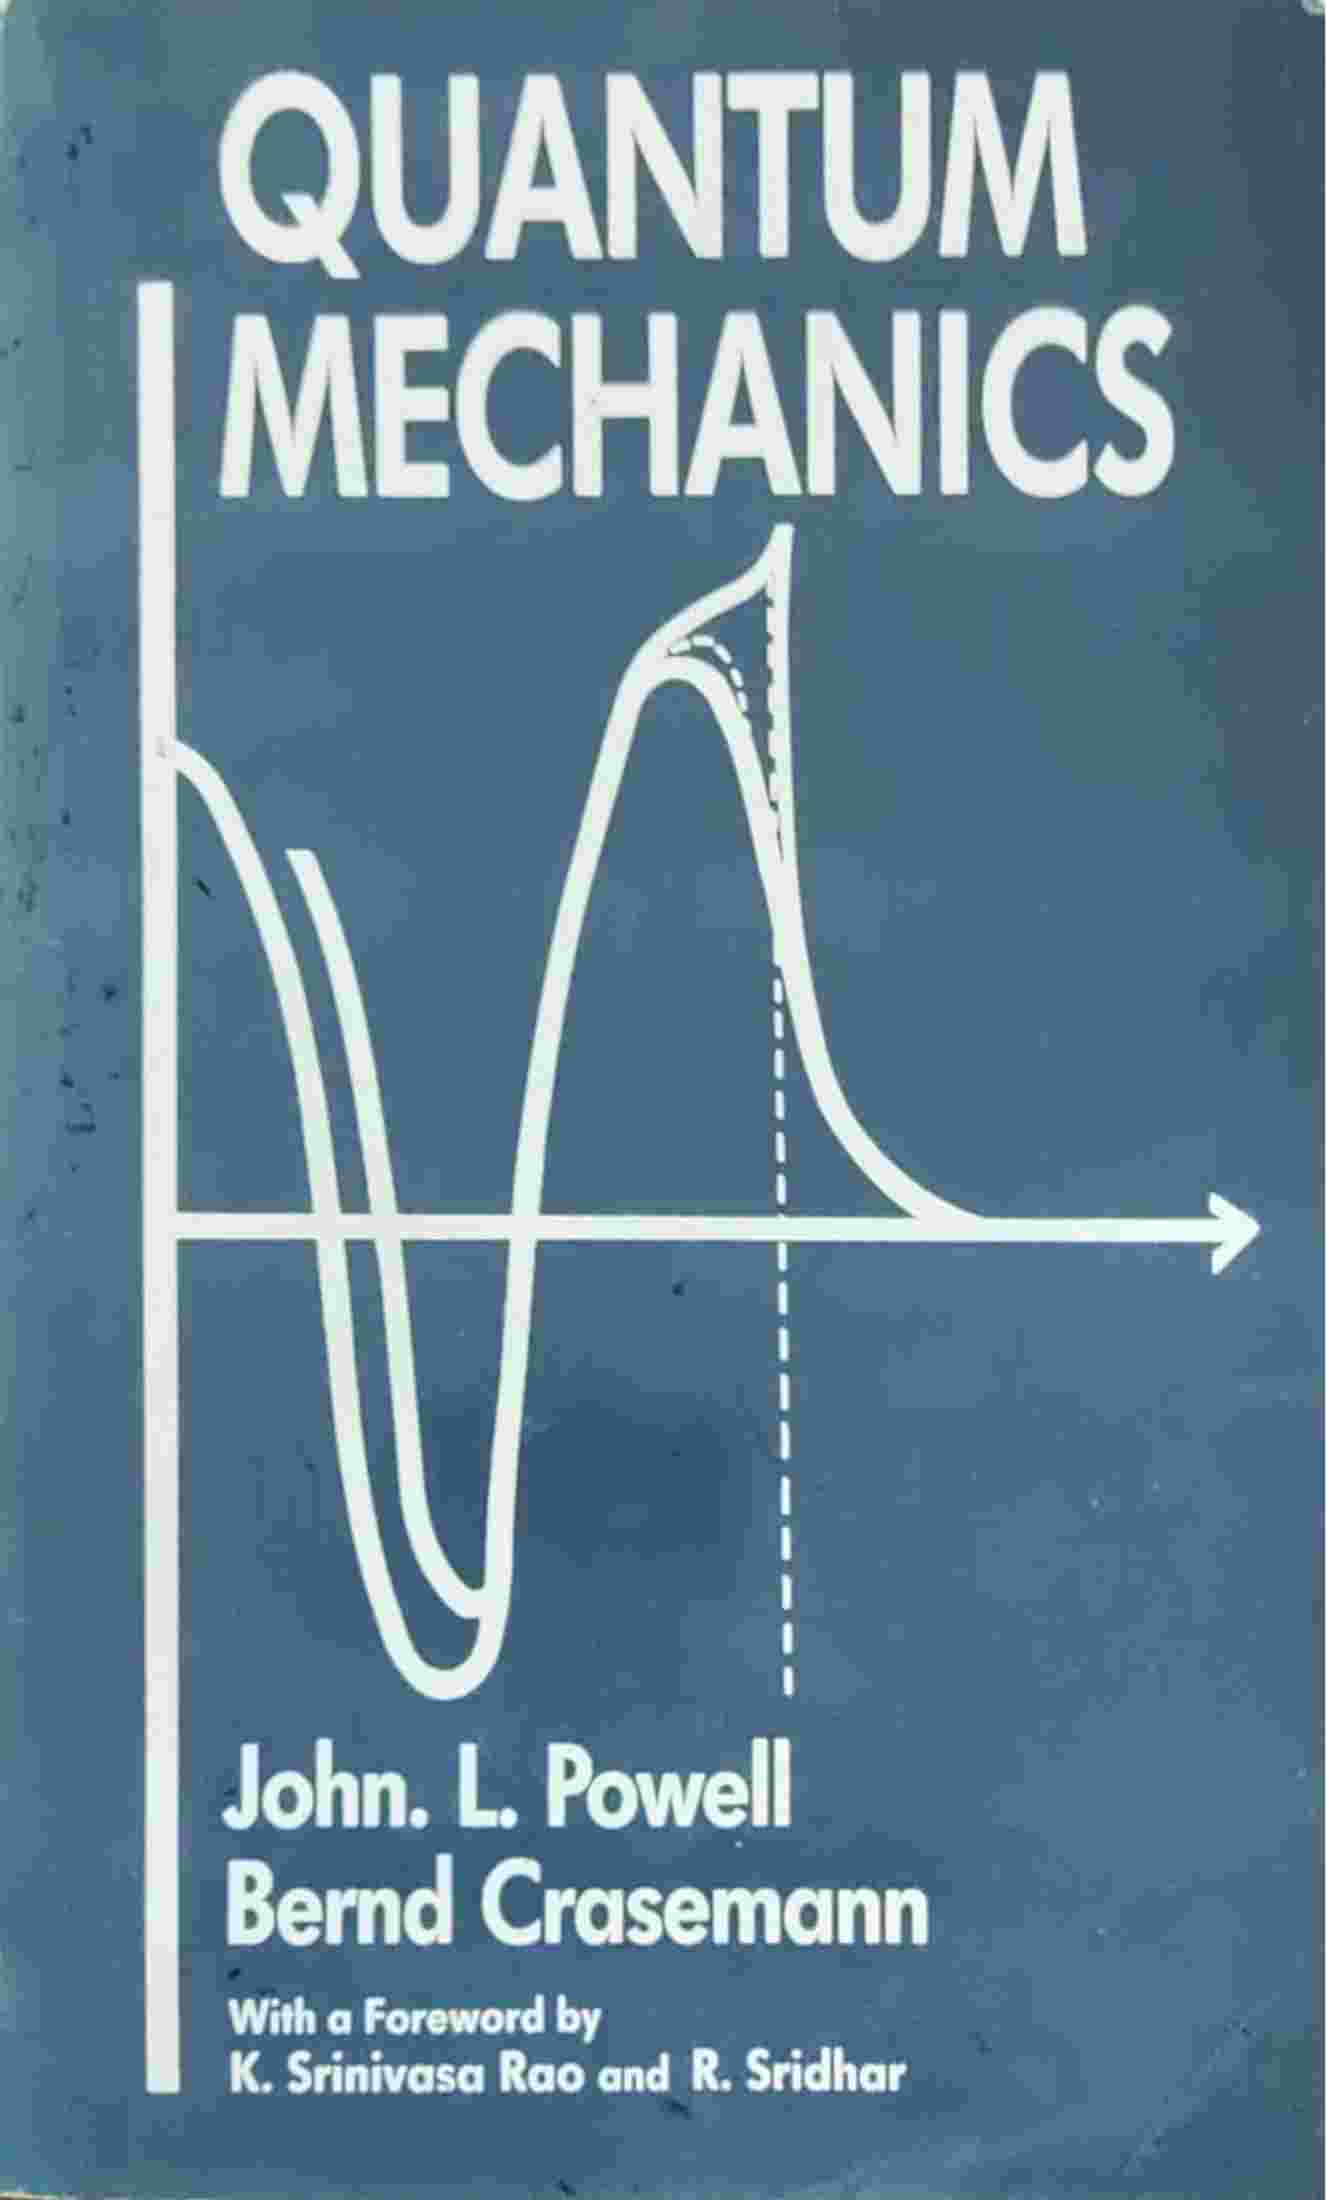 QUANTUM
MECHANICS
John. L. Powell
Bernd Crasemann
With a Foreword by
K. Srinivasa Rao and R. Sridhar